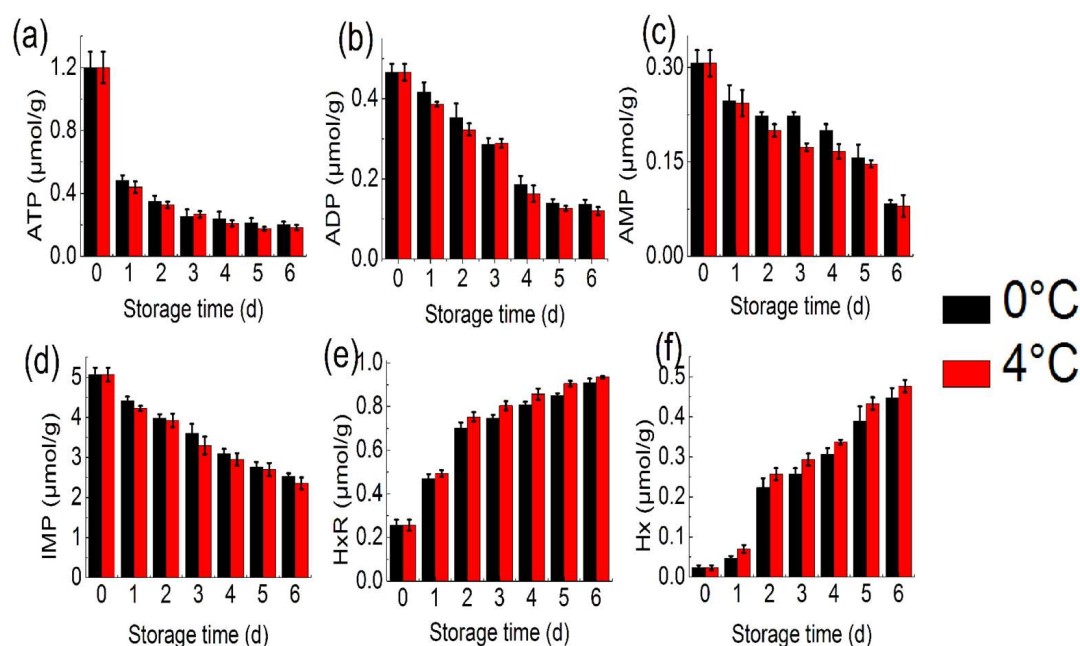 (a)
ATP (μmol/g)
1.2
0.8
0.4
0.0
0 1 2 3 4 5 6
Storage time (d)
(b)
ADP (μmol/g)
0.4
0.2
0.0
0 1 2 3 4 5 6
Storage time (d)
(c)
AMP (μmol/g)
0.30
0.15
0.00
0 1 2 3 4 5 6
Storage time (d)
0°C
4°C
(d)
IMP (μmol/g)
5
4
3
2
1
0
0 1 2 3 4 5 6
Storage time (d)
(e)
HxR (μmol/g)
1.0
0.8
0.6
0.4
0.2
0.0
0 1 2 3 4 5 6
Storage time (d)
(f)
Hx (μmol/g)
0.5
0.4
0.3
0.2
0.1
0.0
0 1 2 3 4 5 6
Storage time (d)